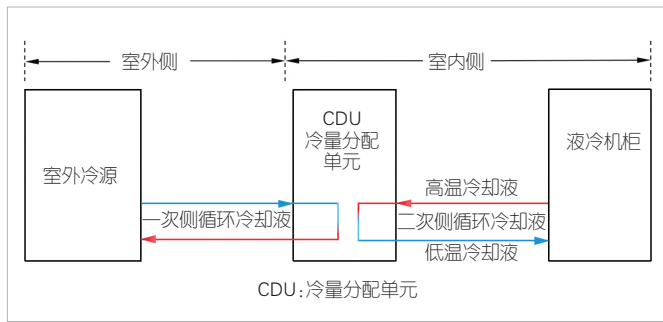 室外侧
室内侧
室外冷源
CDU
冷量分配
单元
液冷机柜
高温冷却液
一次侧循环冷却液
二次侧循环冷却液
低温冷却液
CDU:冷量分配单元